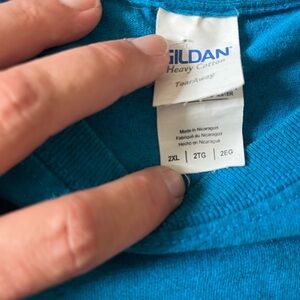 GILDAN
Heavy Cotton
TearAway
Made in Nicaragua
Fabriqué au Nicaragua
Hecho en Nicaragua
2XL | 2TG | 2EG